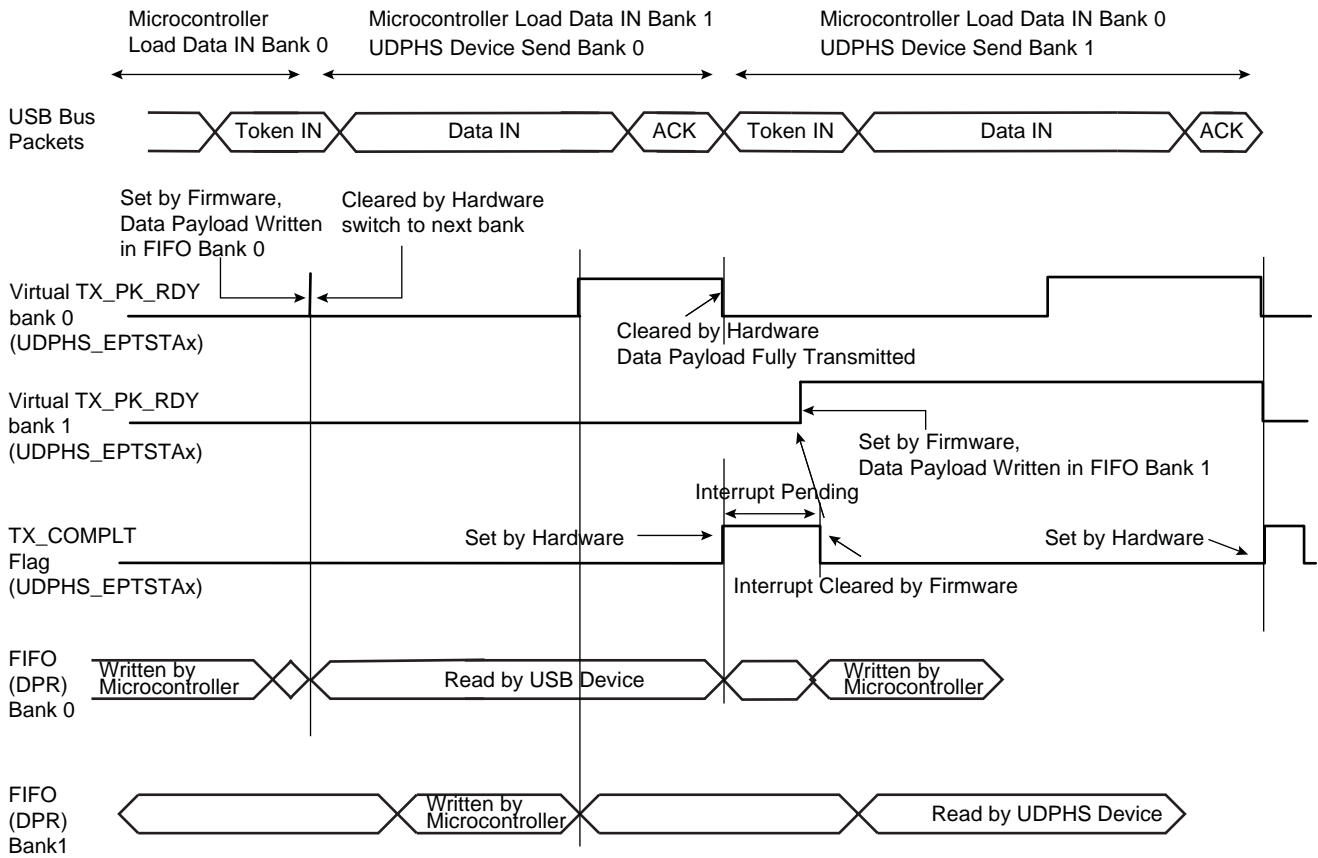 Microcontroller
Load Data IN Bank 0
Microcontroller Load Data IN Bank 1
UDPHS Device Send Bank 0
Microcontroller Load Data IN Bank 0
UDPHS Device Send Bank 1
USB Bus
Packets
Token IN
Data IN
ACK
Token IN
Data IN
ACK
Set by Firmware,
Data Payload Written
in FIFO Bank 0
Cleared by Hardware
switch to next bank
Virtual TX_PK_RDY
bank 0
(UDPHS_EPTSTAx)
Cleared by Hardware
Data Payload Fully Transmitted
Virtual TX_PK_RDY
bank 1
(UDPHS_EPTSTAx)
Set by Firmware,
Data Payload Written in FIFO Bank 1
Interrupt Pending
TX_COMPLT
Flag
(UDPHS_EPTSTAx)
Set by Hardware
Set by Hardware
Interrupt Cleared by Firmware
FIFO
(DPR)
Bank 0
Written by
Microcontroller
Read by USB Device
Written by
Microcontroller
FIFO
(DPR)
Bank1
Written by
Microcontroller
Read by UDPHS Device